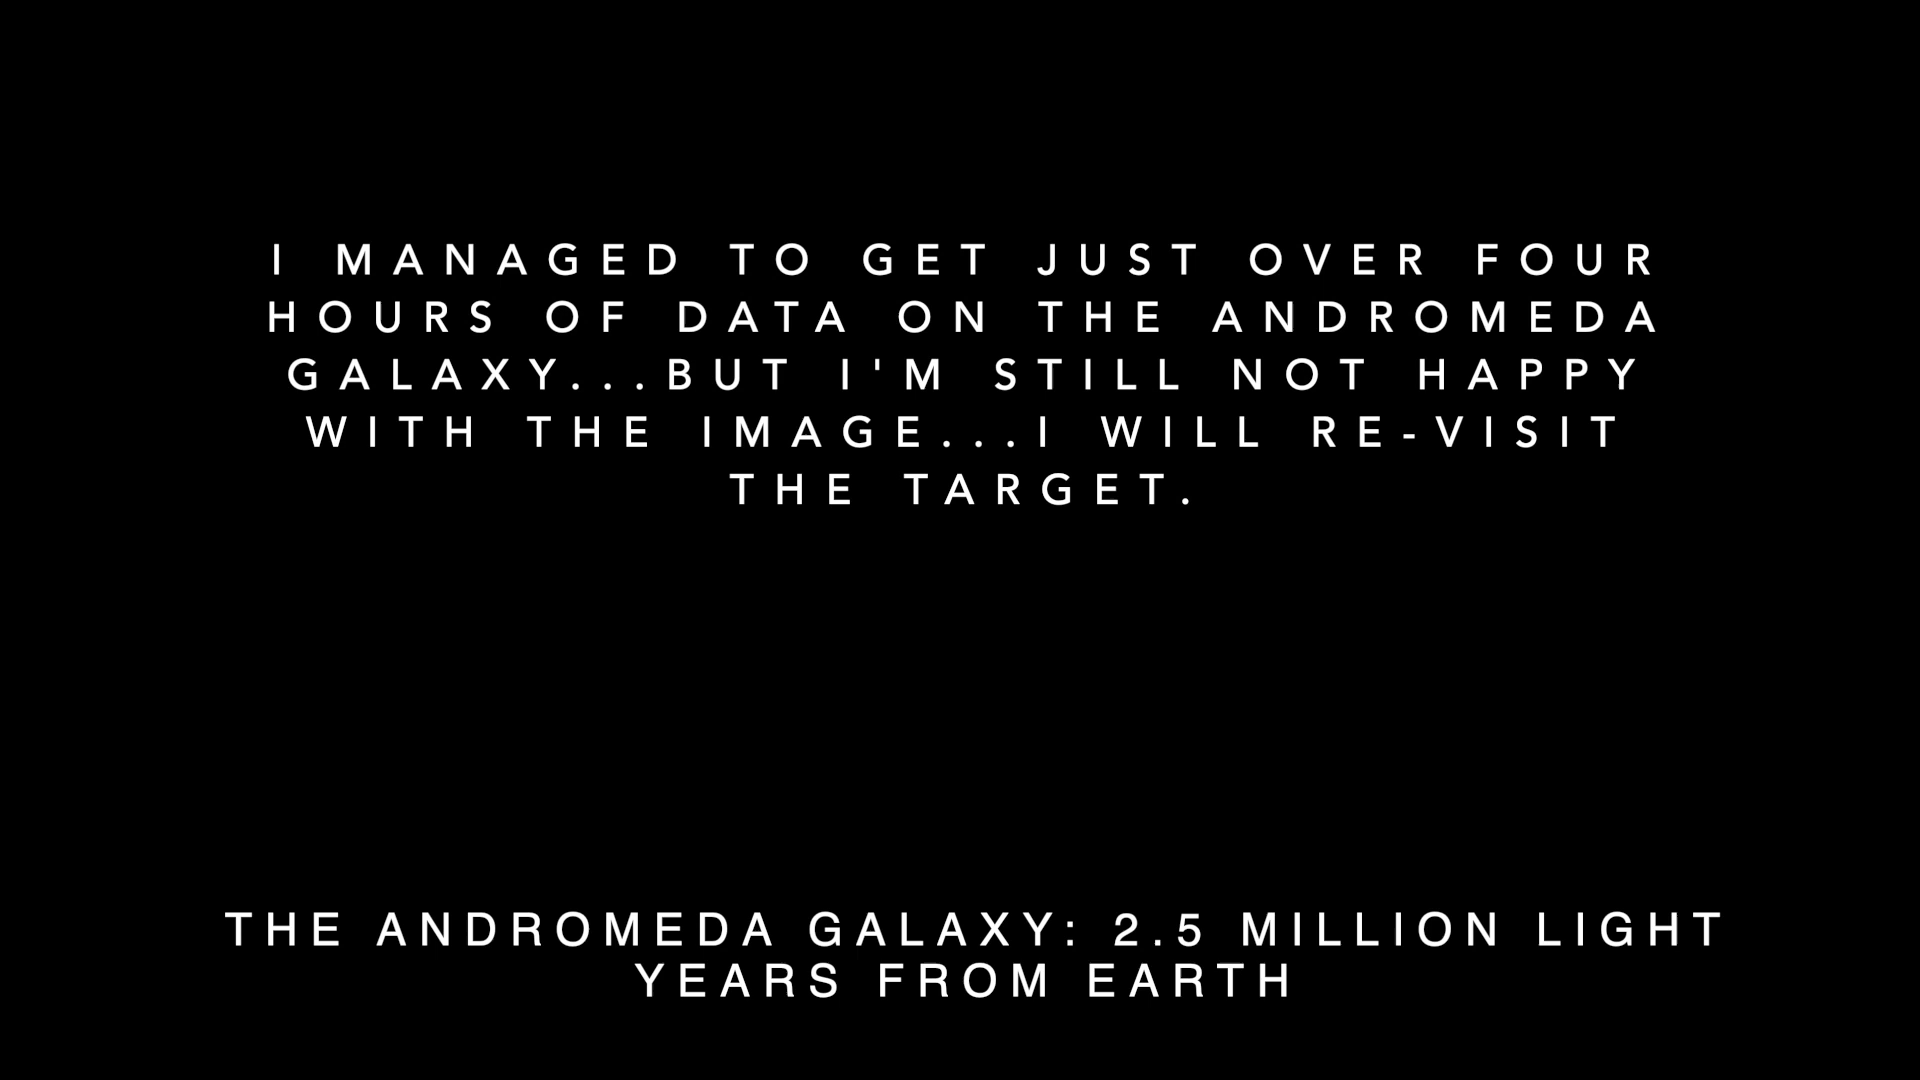 I MANAGED TO GET JUST OVER FOUR
HOURS OF DATA ON THE ANDROMEDA
GALAXY...BUT I'M STILL NOT HAPPY
WITH THE IMAGE...I WILL RE-VISIT
THE TARGET.
THE ANDROMEDA GALAXY: 2.5 MILLION LIGHT
YEARS FROM EARTH